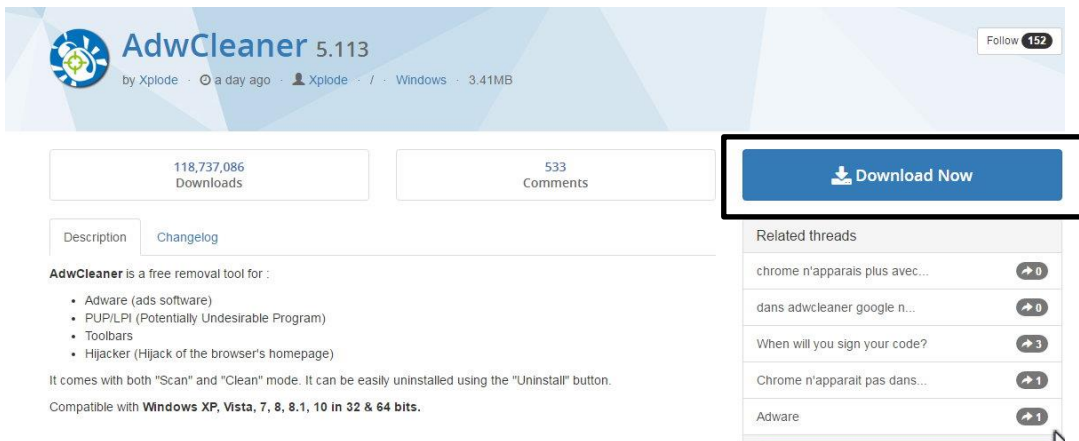 AdwCleaner 5.113
Follow 152
by Xplode · a day ago · Xplode · / · Windows · 3.41MB
118,737,086
Downloads
533
Comments
Download Now
Description
Changelog
AdwCleaner is a free removal tool for :
• Adware (ads software)
• PUP/LPI (Potentially Undesirable Program)
• Toolbars
• Hijacker (Hijack of the browser's homepage)
It comes with both "Scan" and "Clean" mode. It can be easily uninstalled using the "Uninstall" button.
Compatible with Windows XP, Vista, 7, 8, 8.1, 10 in 32 & 64 bits.
Related threads
chrome n'apparais plus avec... 0
dans adwcleaner google n... 0
When will you sign your code? 3
Chrome n'apparait pas dans... 1
Adware 1